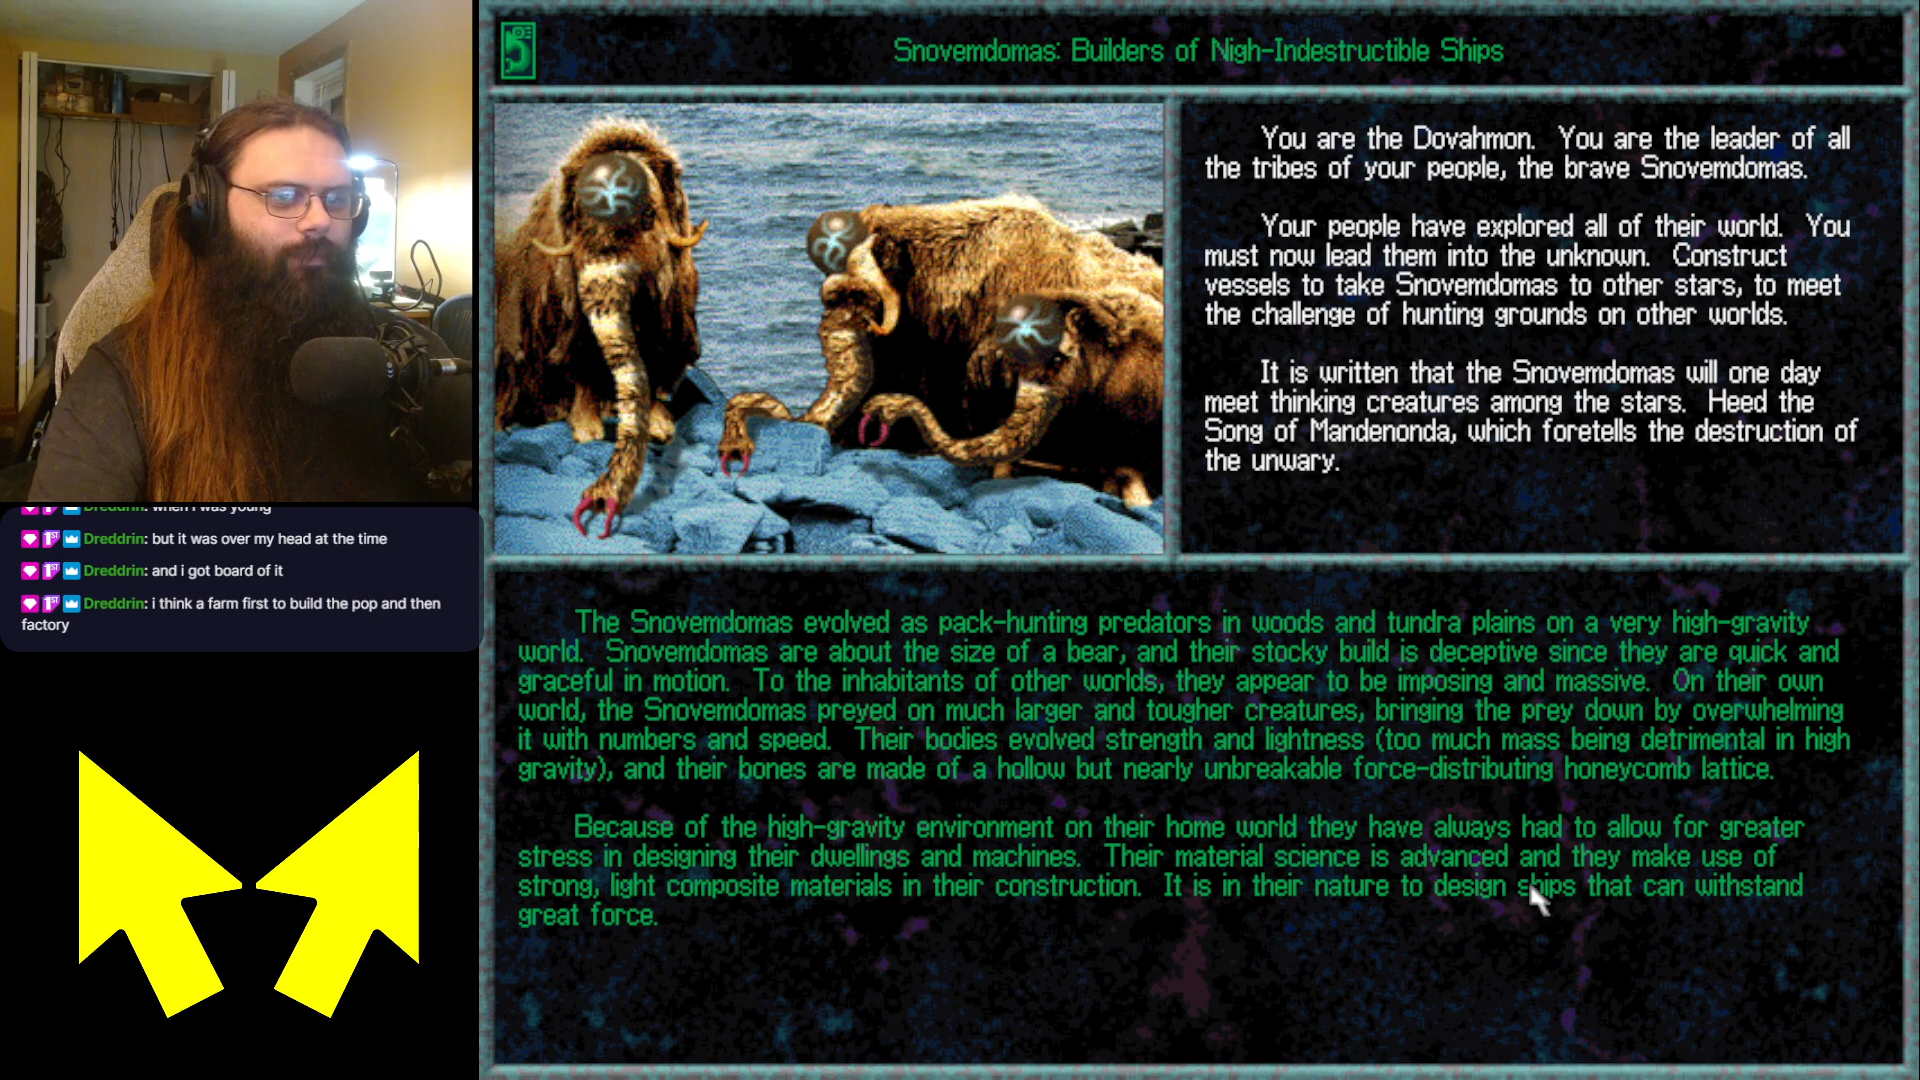 Snovemdomas: Builders of Nigh-Indestructible Ships
You are the Dovahmon. You are the leader of all
the tribes of your people, the brave Snovemdomas.
Your people have explored all of their world. You
must now lead them into the unknown. Construct
vessels to take Snovemdomas to other stars, to meet
the challenge of hunting grounds on other worlds.
It is written that the Snovemdomas will one day
meet thinking creatures among the stars. Heed the
Song of Mandenonda, which foretells the destruction of
the unwary.
The Snovemdomas evolved as pack-hunting predators in woods and tundra plains on a very high-gravity
world. Snovemdomas are about the size of a bear, and their stocky build is deceptive since they are quick and
graceful in motion. To the inhabitants of other worlds, they appear to be imposing and massive. On their own
world, the Snovemdomas preyed on much larger and tougher creatures, bringing the prey down by overwhelming
it with numbers and speed. Their bodies evolved strength and lightness (too much mass being detrimental in high
gravity), and their bones are made of a hollow but nearly unbreakable force-distributing honeycomb lattice.
Because of the high-gravity environment on their home world they have always had to allow for greater
stress in designing their dwellings and machines. Their material science is advanced and they make use of
strong, light composite materials in their construction. It is in their nature to design ships that can withstand
great force.
Dreddrin: when i was young
1ST Dreddrin: but it was over my head at the time
1ST Dreddrin: and i got board of it
1ST Dreddrin: i think a farm first to build the pop and then
factory